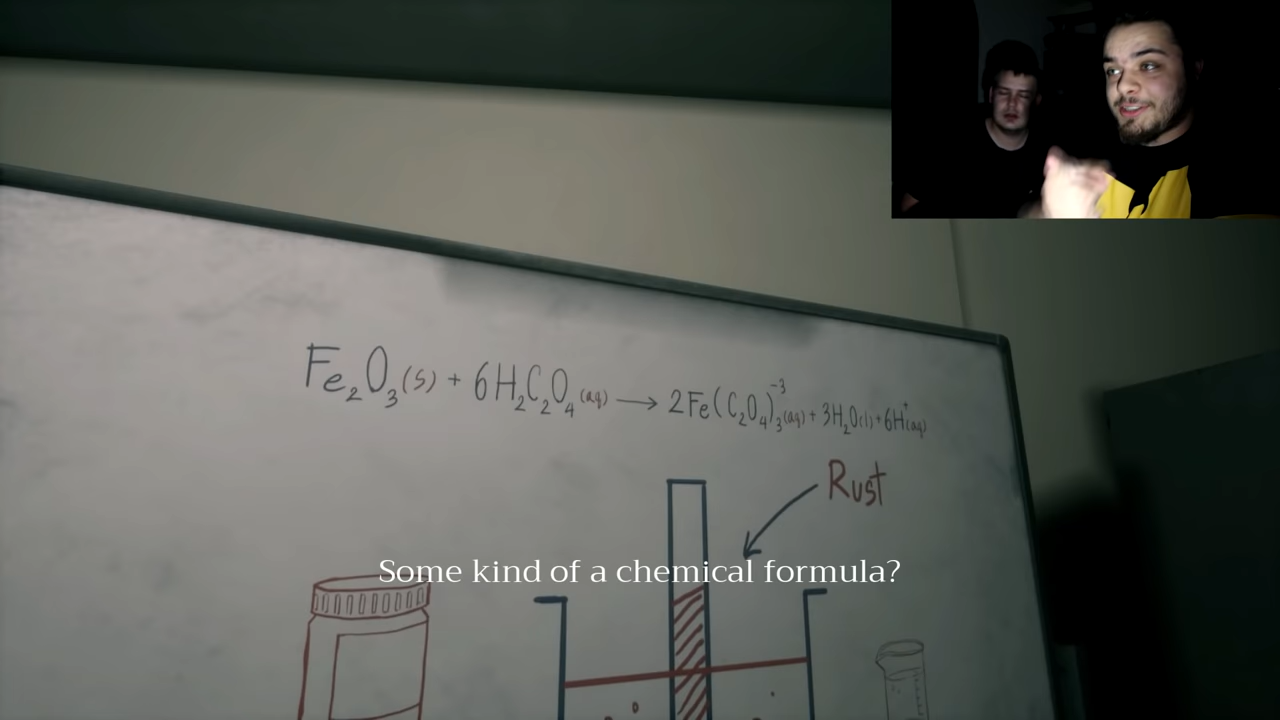 Fe₂O₃(s) + 6H₂C₂O₄(aq) → 2Fe(C₂O₄)₃⁻³(aq) + 3H₂O(l) + 6H⁺(aq)
Rust
Some kind of a chemical formula?